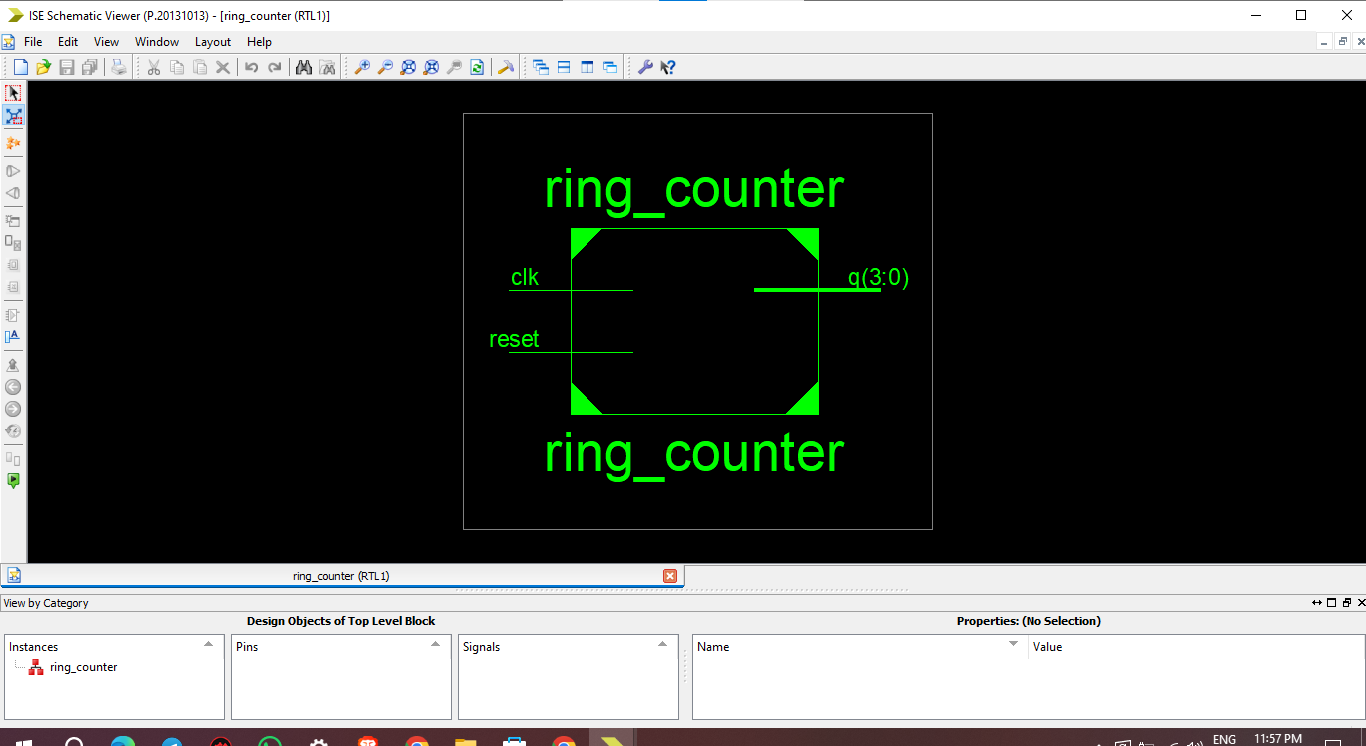 ISE Schematic Viewer (P.20131013) - [ring_counter (RTL1)]
File Edit View Window Layout Help
ring_counter
clk
q(3:0)
reset
ring_counter
ring_counter (RTL1)
View by Category
Design Objects of Top Level Block
Properties: (No Selection)
Instances
Pins
Signals
Name
Value
ring_counter
ENG
11:57 PM